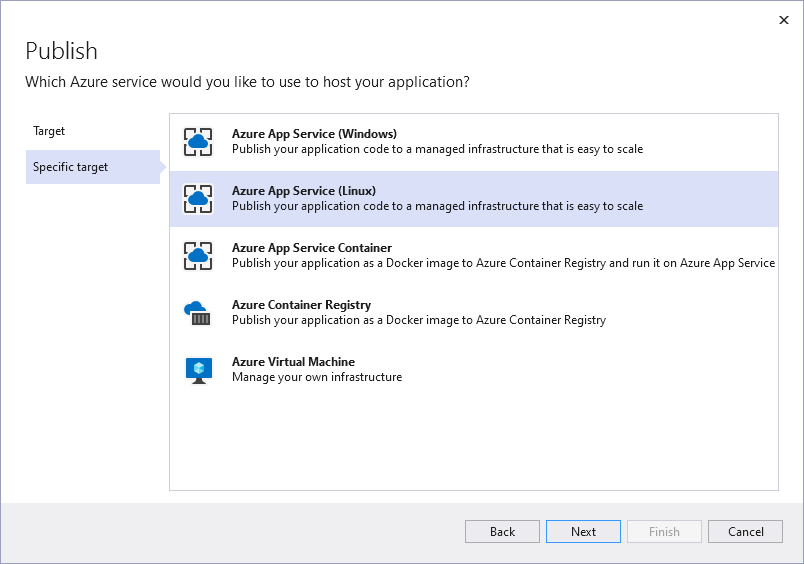 Publish
Which Azure service would you like to use to host your application?
Target
Specific target
Azure App Service (Windows)
Publish your application code to a managed infrastructure that is easy to scale
Azure App Service (Linux)
Publish your application code to a managed infrastructure that is easy to scale
Azure App Service Container
Publish your application as a Docker image to Azure Container Registry and run it on Azure App Service
Azure Container Registry
Publish your application as a Docker image to Azure Container Registry
Azure Virtual Machine
Manage your own infrastructure
Back
Next
Finish
Cancel